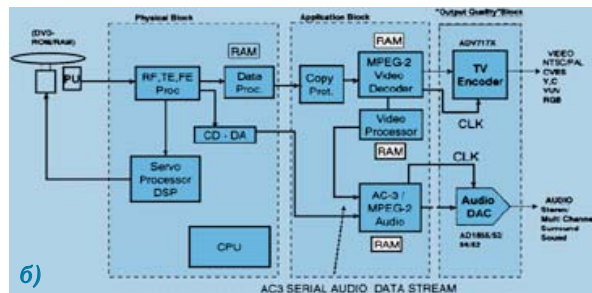 Physical Block
Application Block
"Output Quality" Block
(DVD-
ROM/RAM)
PU
RF,TE,FE
Proc
RAM
Data
Proc.
CD - DA
Servo
Processor
DSP
CPU
Copy
Prot.
RAM
MPEG-2
Video
Decoder
Video
Processor
RAM
AC-3 /
MPEG-2
Audio
RAM
ADV717X
TV
Encoder
CLK
CLK
Audio
DAC
VIDEO
NTSC/PAL
CVBS
Y,C
YUV
RGB
AUDIO
Stereo/
Multi Channel
Surround
Sound
AC3 SERIAL AUDIO DATA STREAM
б)